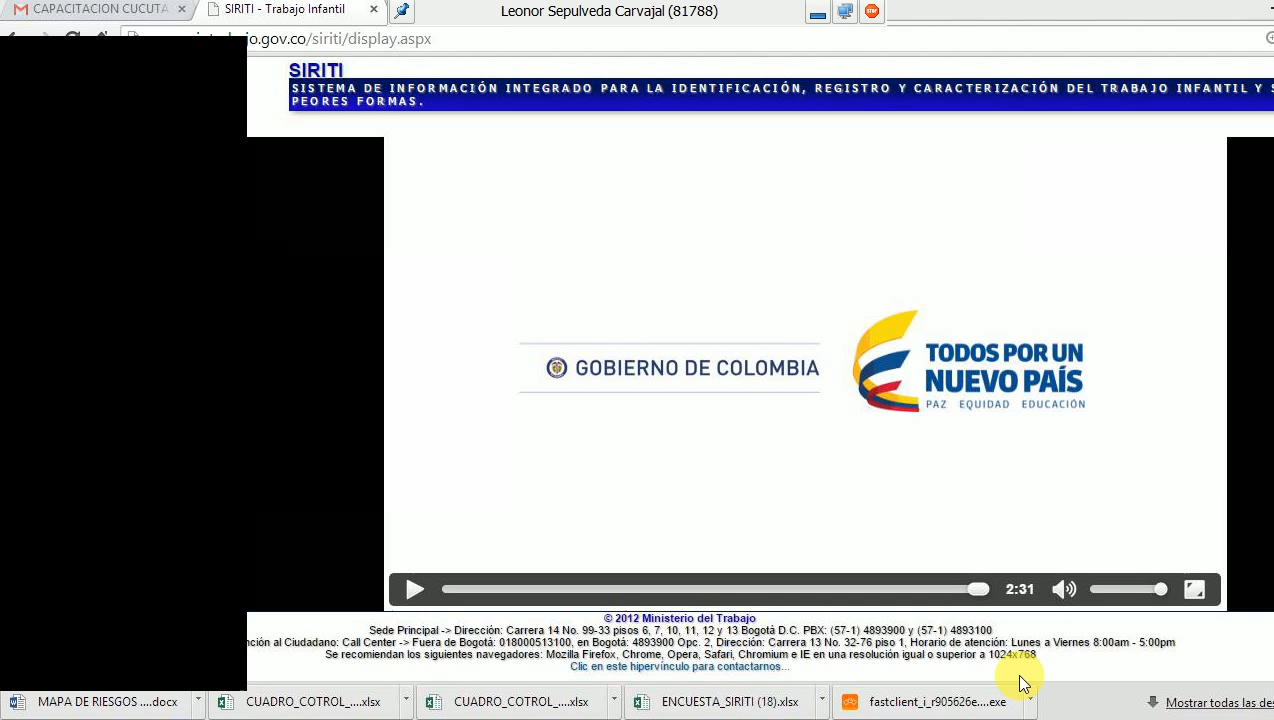 CAPACITACION CUCUTA
SIRITI - Trabajo Infantil
Leonor Sepulveda Carvajal (81788)
STOP
.gov.co/siriti/display.aspx
SIRITI
SISTEMA DE INFORMACIÓN INTEGRADO PARA LA IDENTIFICACIÓN, REGISTRO Y CARACTERIZACIÓN DEL TRABAJO INFANTIL Y S
PEORES FORMAS.
GOBIERNO DE COLOMBIA
TODOS POR UN
NUEVO PAÍS
PAZ EQUIDAD EDUCACIÓN
2:31
© 2012 Ministerio del Trabajo
Sede Principal -> Dirección: Carrera 14 No. 99-33 pisos 6, 7, 10, 11, 12 y 13 Bogotá D.C. PBX: (57-1) 4893900 y (57-1) 4893100
nción al Ciudadano: Call Center -> Fuera de Bogotá: 018000513100, en Bogotá: 4893900 Opc. 2, Dirección: Carrera 13 No. 32-76 piso 1, Horario de atención: Lunes a Viernes 8:00am - 5:00pm
Se recomiendan los siguientes navegadores: Mozilla Firefox, Chrome, Opera, Safari, Chromium e IE en una resolución igual o superior a 1024x768
Clic en este hipervínculo para contactarnos...
MAPA DE RIESGOS ....docx
CUADRO_COTROL_....xlsx
CUADRO_COTROL_....xlsx
ENCUESTA_SIRITI (18).xlsx
fastclient_i_r905626e....exe
Mostrar todas las des